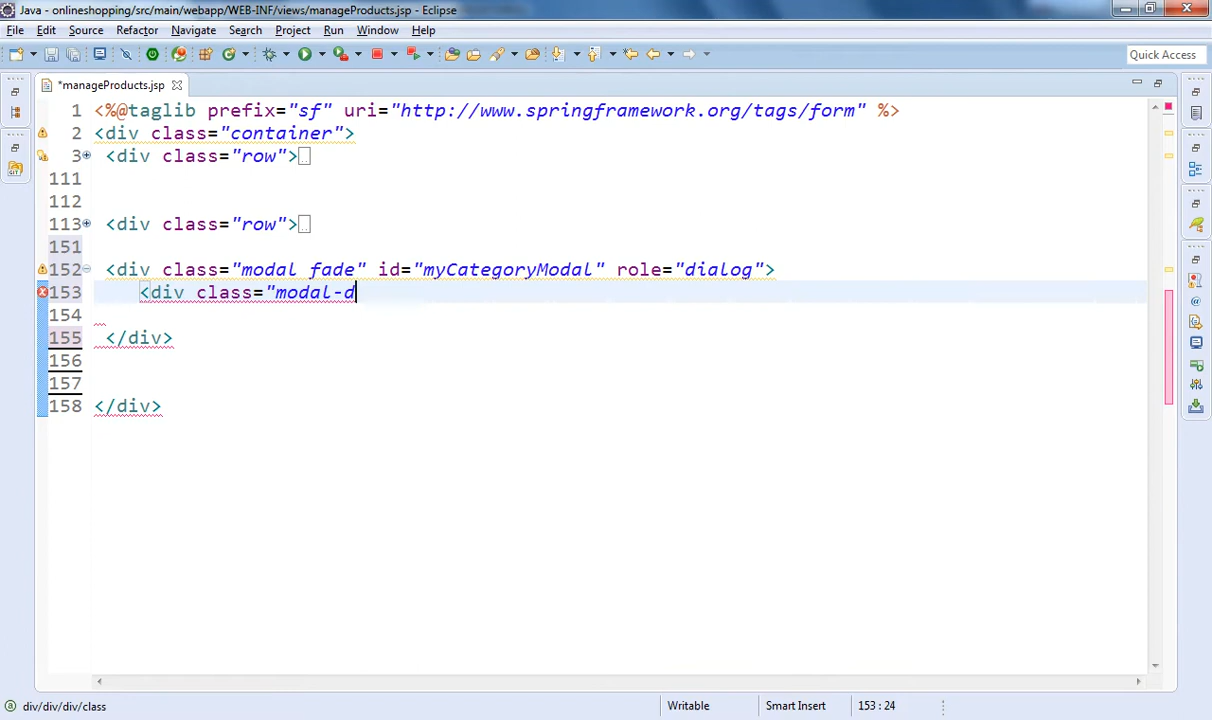 Java - onlineshopping/src/main/webapp/WEB-INF/views/manageProducts.jsp - Eclipse
File Edit Source Refactor Navigate Search Project Run Window Help
Quick Access
*manageProducts.jsp
1 <%@taglib prefix="sf" uri="http://www.springframework.org/tags/form" %>
2 <div class="container">
3 <div class="row">
111
112
113 <div class="row">
151
152 <div class="modal fade" id="myCategoryModal" role="dialog">
153 <div class="modal-d
154
155 </div>
156
157
158 </div>
div/div/div/class
Writable Smart Insert 153 : 24